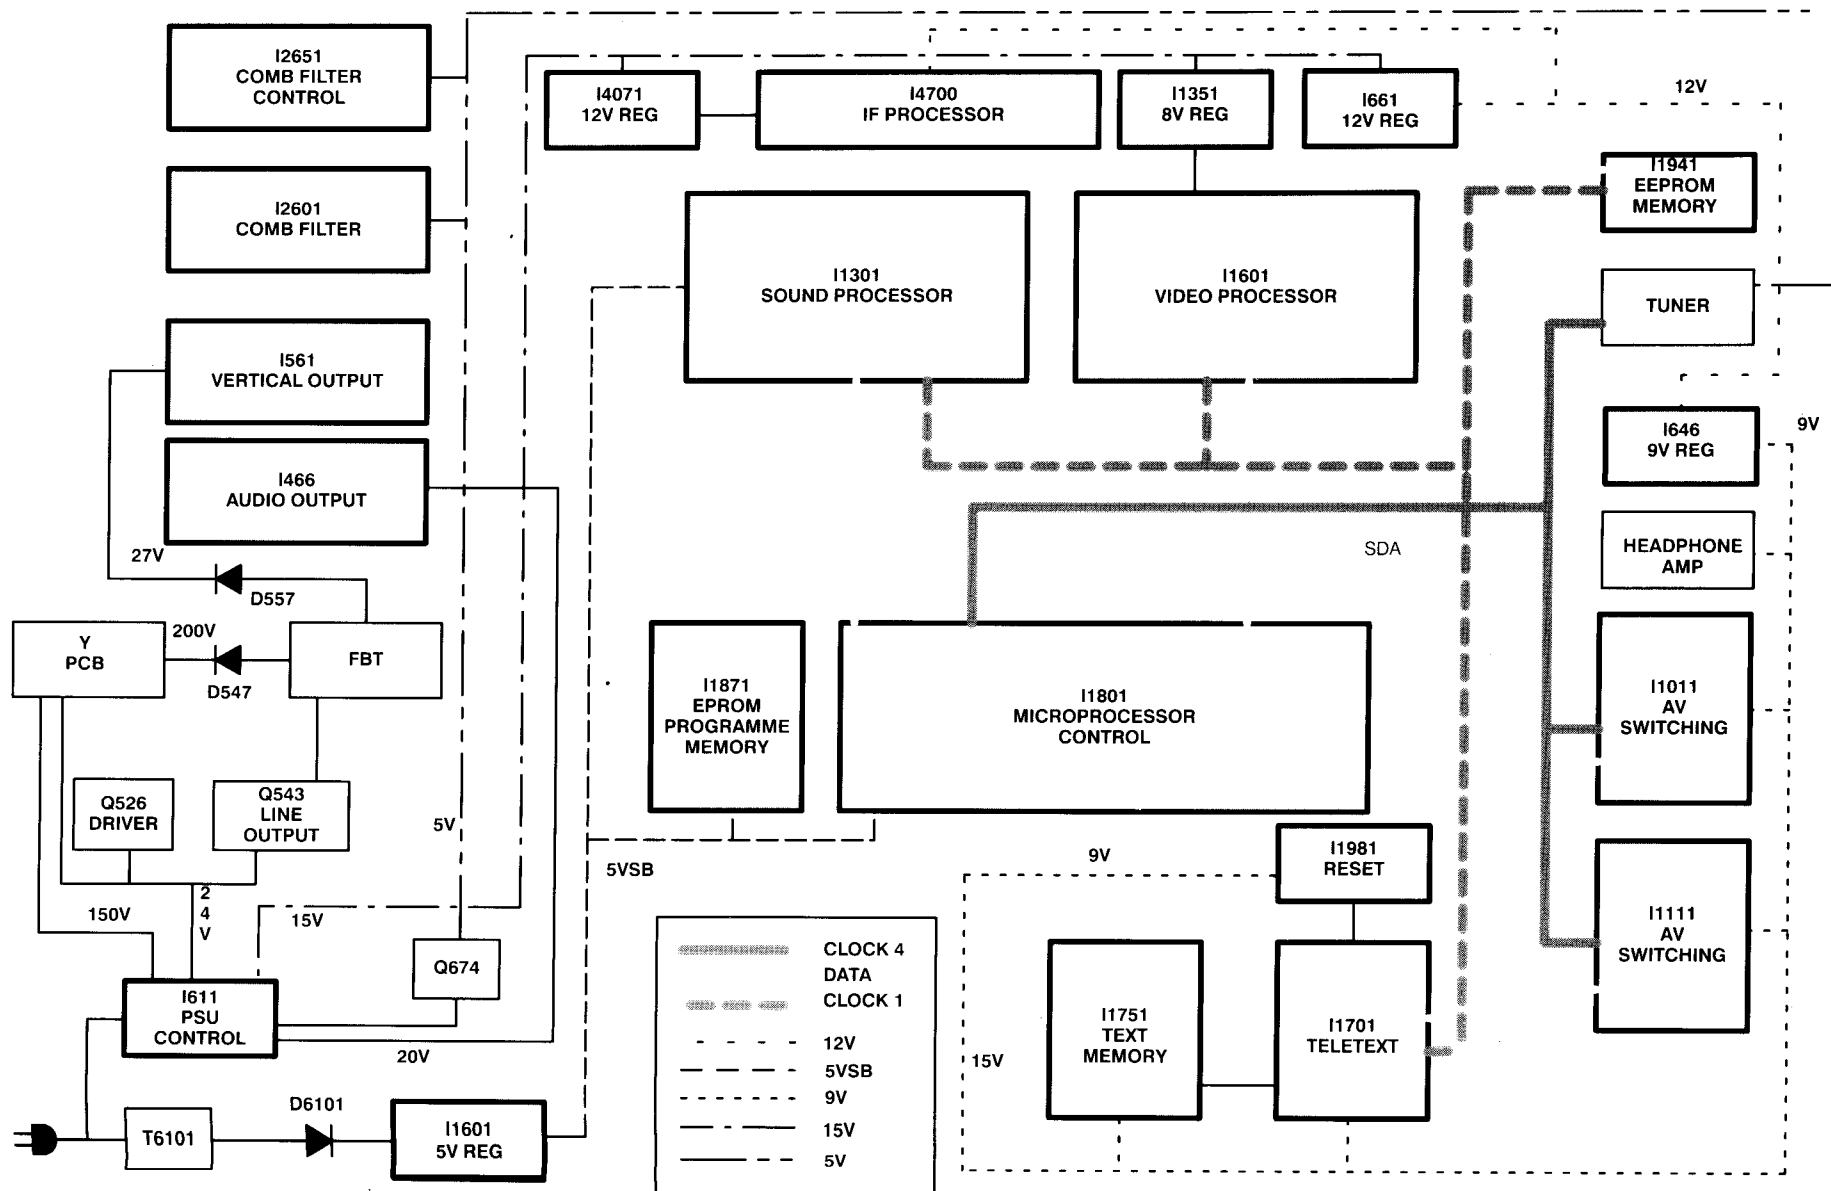 I2651
COMB FILTER
CONTROL
I4071
12V REG
I4700
IF PROCESSOR
I1351
8V REG
I661
12V REG
12V
I1941
EEPROM
MEMORY
I2601
COMB FILTER
I1301
SOUND PROCESSOR
I1601
VIDEO PROCESSOR
TUNER
I561
VERTICAL OUTPUT
I646
9V REG
9V
I466
AUDIO OUTPUT
HEADPHONE
AMP
SDA
27V
D557
Y
PCB
200V
D547
FBT
I1871
EPROM
PROGRAMME
MEMORY
I1801
MICROPROCESSOR
CONTROL
I1011
AV
SWITCHING
Q526
DRIVER
Q543
LINE
OUTPUT
5V
5VSB
9V
I1981
RESET
150V
2
4
V
15V
I1111
AV
SWITCHING
Q674
I611
PSU
CONTROL
20V
CLOCK 4
DATA
CLOCK 1
12V
5VSB
9V
15V
5V
15V
I1751
TEXT
MEMORY
I1701
TELETEXT
T6101
D6101
I1601
5V REG